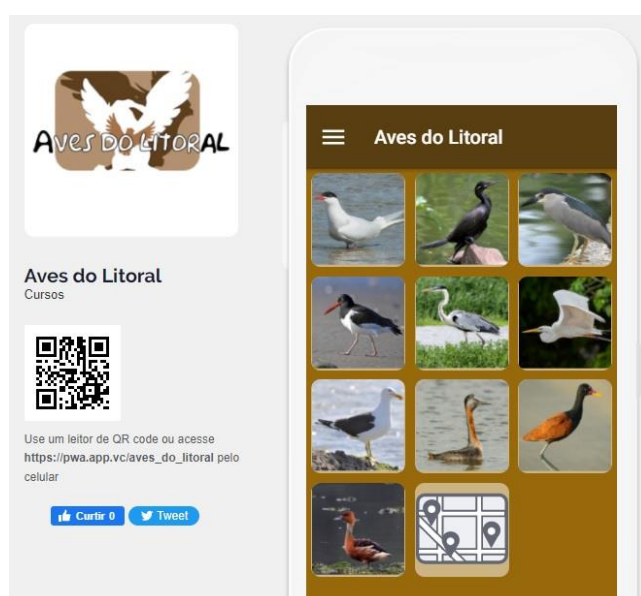 AVES DO LITORAL
Aves do Litoral
Cursos
Use um leitor de QR code ou acesse
https://pwa.app.vc/aves_do_litoral pelo
celular
Curtir 0
Tweet
Aves do Litoral